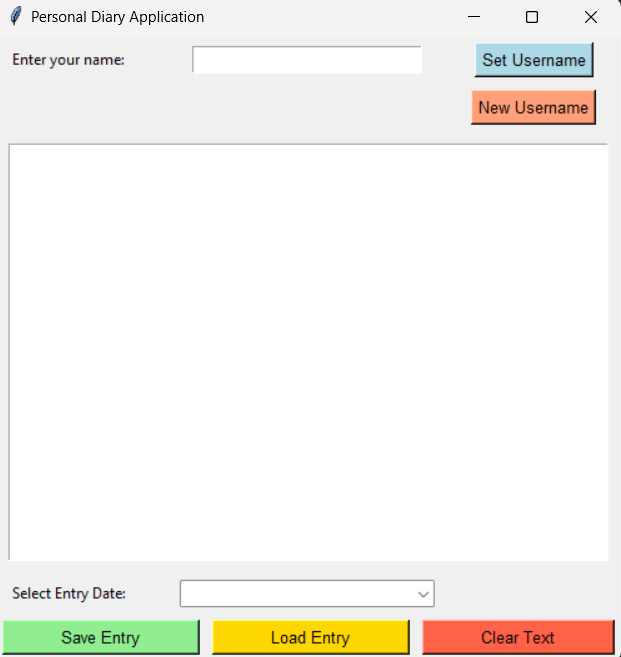 Personal Diary Application
Enter your name:
Set Username
New Username
Select Entry Date:
Save Entry
Load Entry
Clear Text